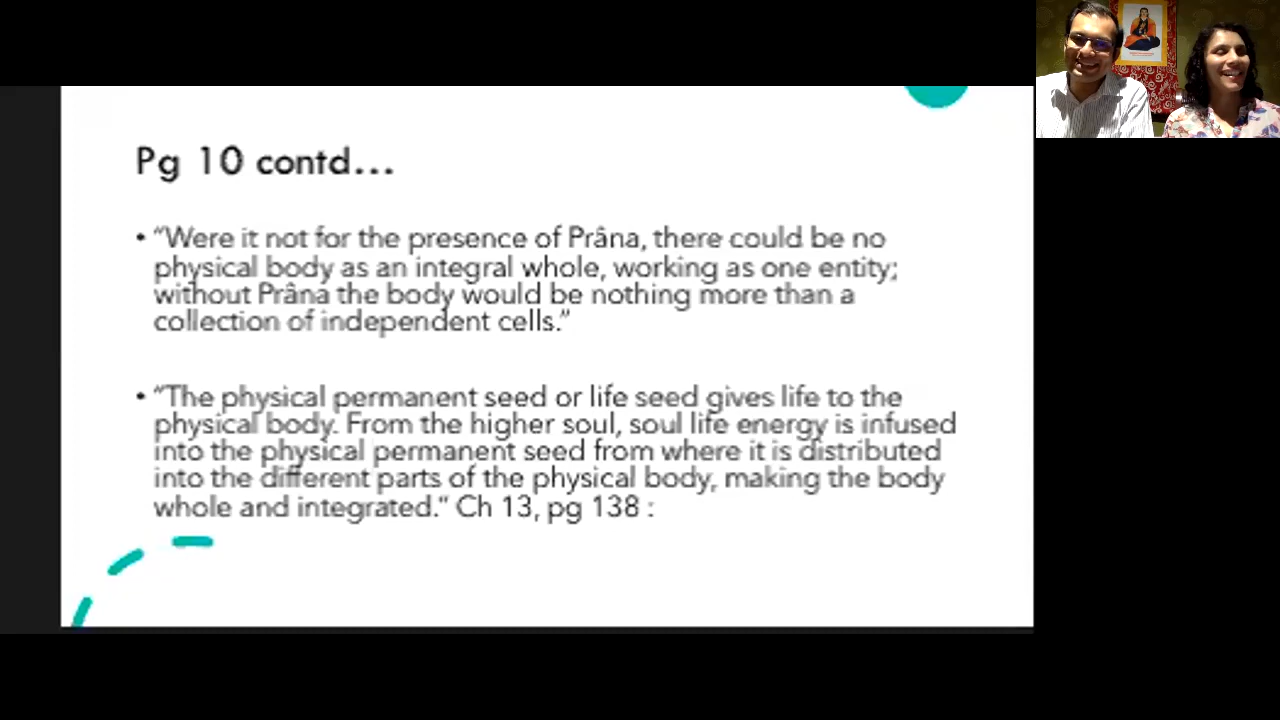 Pg 10 contd...
• “Were it not for the presence of Prâna, there could be no
physical body as an integral whole, working as one entity;
without Prâna the body would be nothing more than a
collection of independent cells.”
• “The physical permanent seed or life seed gives life to the
physical body. From the higher soul, soul life energy is infused
into the physical permanent seed from where it is distributed
into the different parts of the physical body, making the body
whole and integrated.” Ch 13, pg 138 :